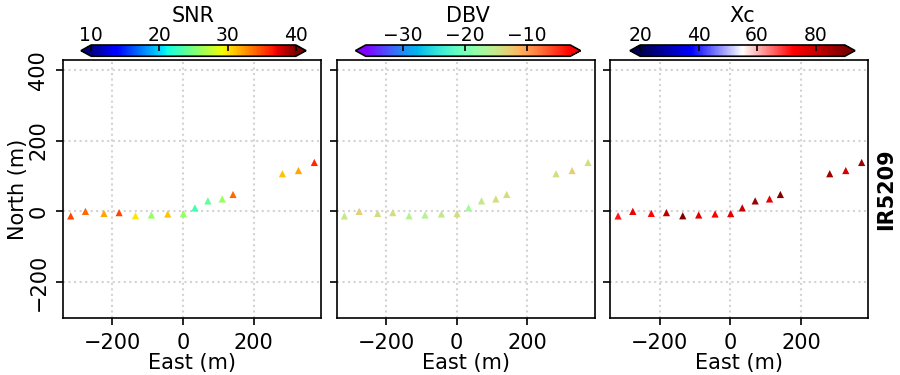 SNR DBV Xc
10 20 30 40 −30 −20 −10 20 40 60 80
400
200
0
−200
North (m)
−200 0 200 −200 0 200 −200 0 200
East (m) East (m) East (m)
IR5209